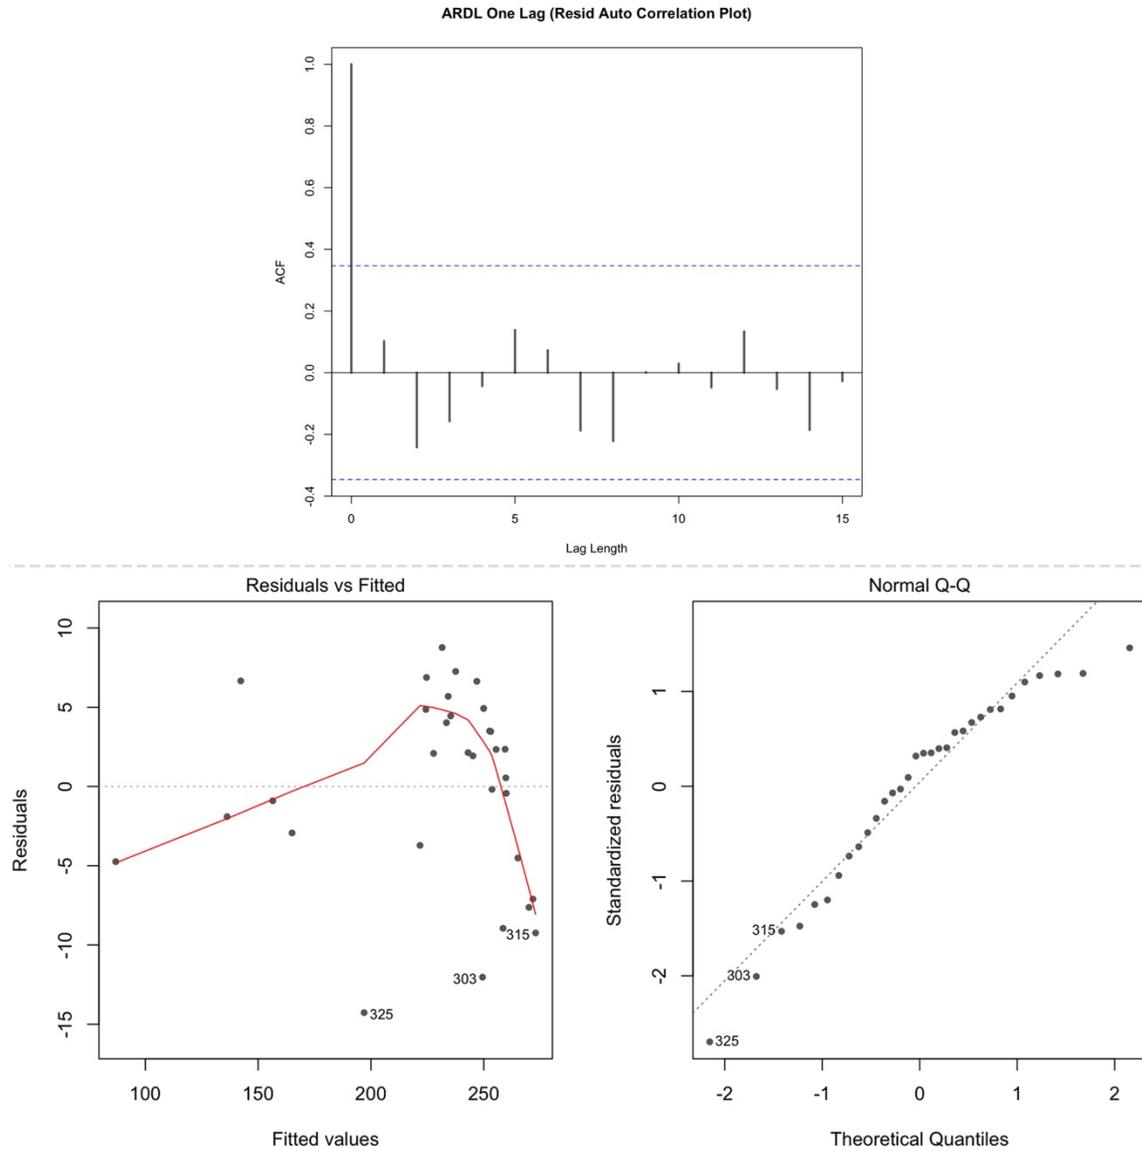 ARDL One Lag (Resid Auto Correlation Plot)
ACF
1.0
0.8
0.6
0.4
0.2
0.0
-0.2
-0.4
0 5 10 15
Lag Length
Residuals vs Fitted
Residuals
10
5
0
-5
-10
-15
315
303
325
100 150 200 250
Fitted values
Normal Q-Q
Standardized residuals
1
0
-1
-2
315
303
325
-2 -1 0 1 2
Theoretical Quantiles